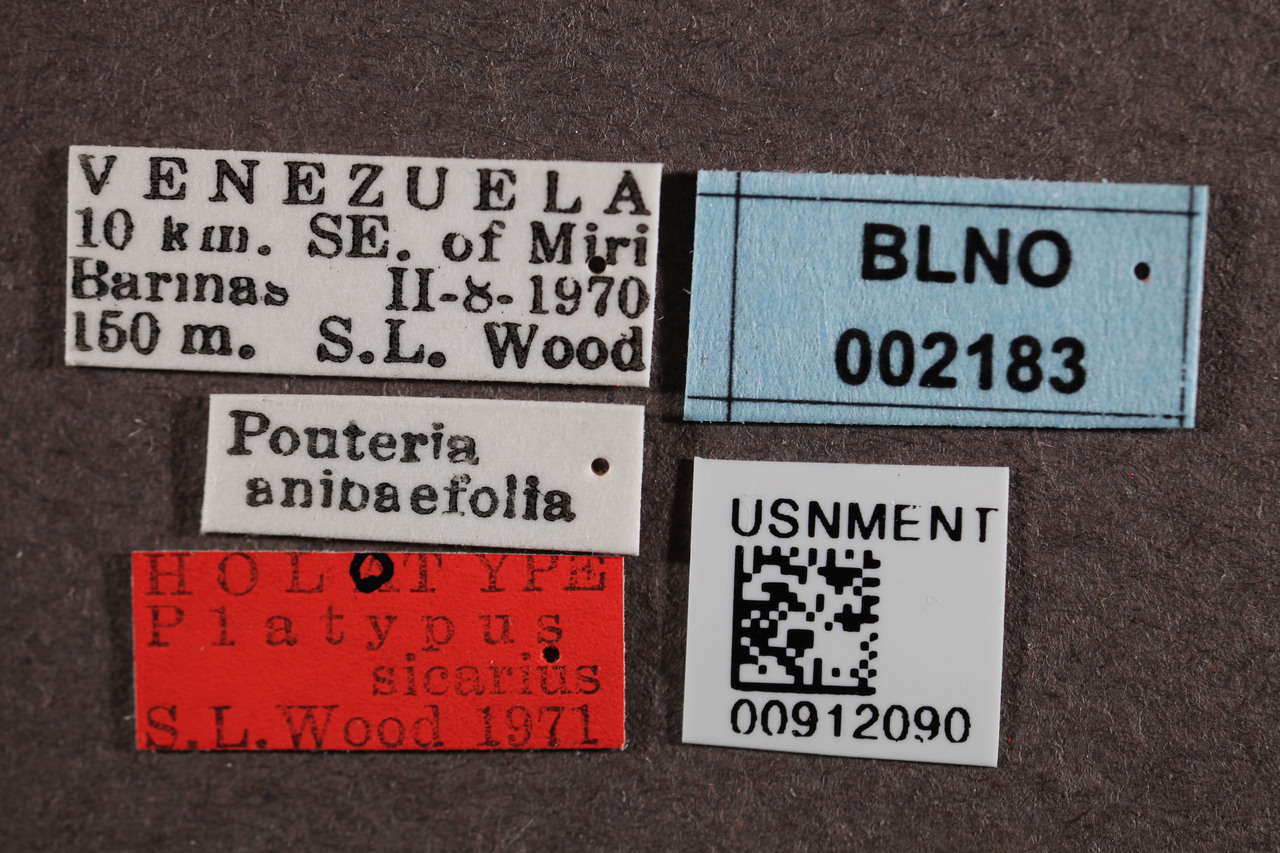 VENEZUELA
10 km. SE. of Miri
Barinas II-8-1970
150 m. S.L. Wood
Pouteria
anibaefolia
HOLOTYPE
Platypus
sicarius
S.L. Wood 1971
BLNO
002183
USNMENT
00912090